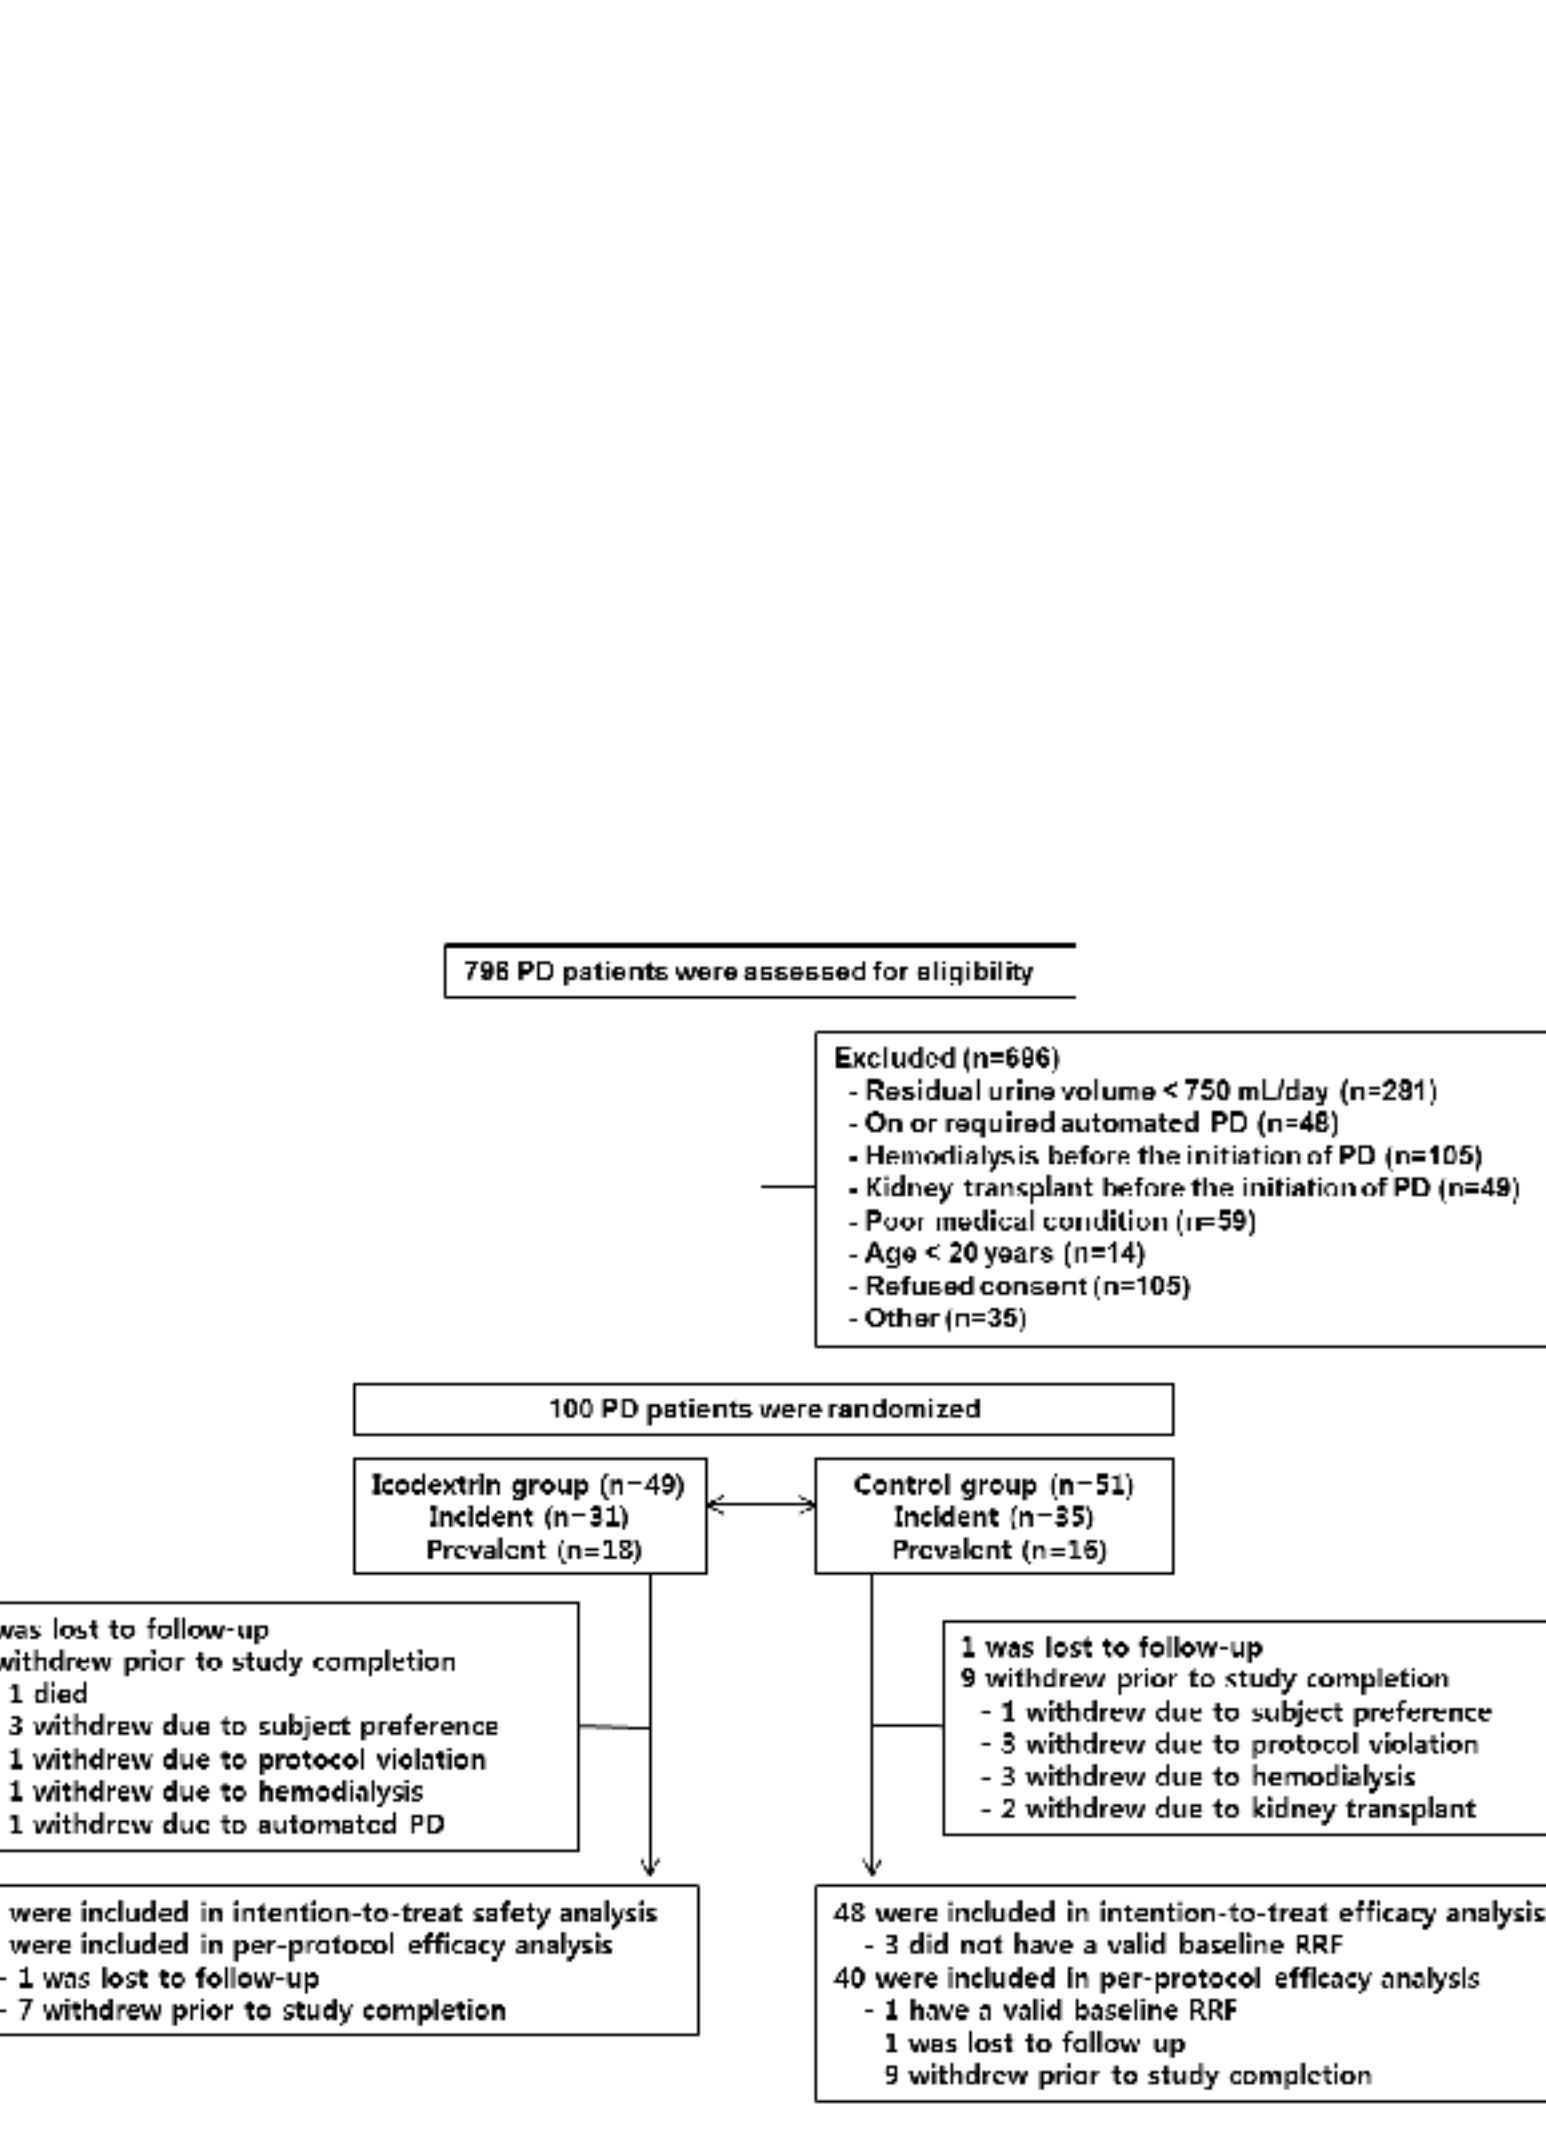 796 PD patients were assessed for eligibility
Excluded (n=696)
- Residual urine volume < 750 mL/day (n=281)
- On or required automated PD (n=48)
- Hemodialysis before the initiation of PD (n=105)
- Kidney transplant before the initiation of PD (n=49)
- Poor medical condition (n=59)
- Age < 20 years (n=14)
- Refused consent (n=105)
- Other (n=35)
100 PD patients were randomized
Icodextrin group (n=49)
Incident (n=31)
Prevalent (n=18)
Control group (n=51)
Incident (n=35)
Prevalent (n=16)
was lost to follow-up
withdrew prior to study completion
1 died
3 withdrew due to subject preference
1 withdrew due to protocol violation
1 withdrew due to hemodialysis
1 withdrew due to automated PD
1 was lost to follow-up
9 withdrew prior to study completion
- 1 withdrew due to subject preference
- 3 withdrew due to protocol violation
- 3 withdrew due to hemodialysis
- 2 withdrew due to kidney transplant
were included in intention-to-treat safety analysis
were included in per-protocol efficacy analysis
- 1 was lost to follow-up
- 7 withdrew prior to study completion
48 were included in intention-to-treat efficacy analysis
- 3 did not have a valid baseline RRF
40 were included in per-protocol efficacy analysis
- 1 have a valid baseline RRF
1 was lost to follow up
9 withdrew prior to study completion